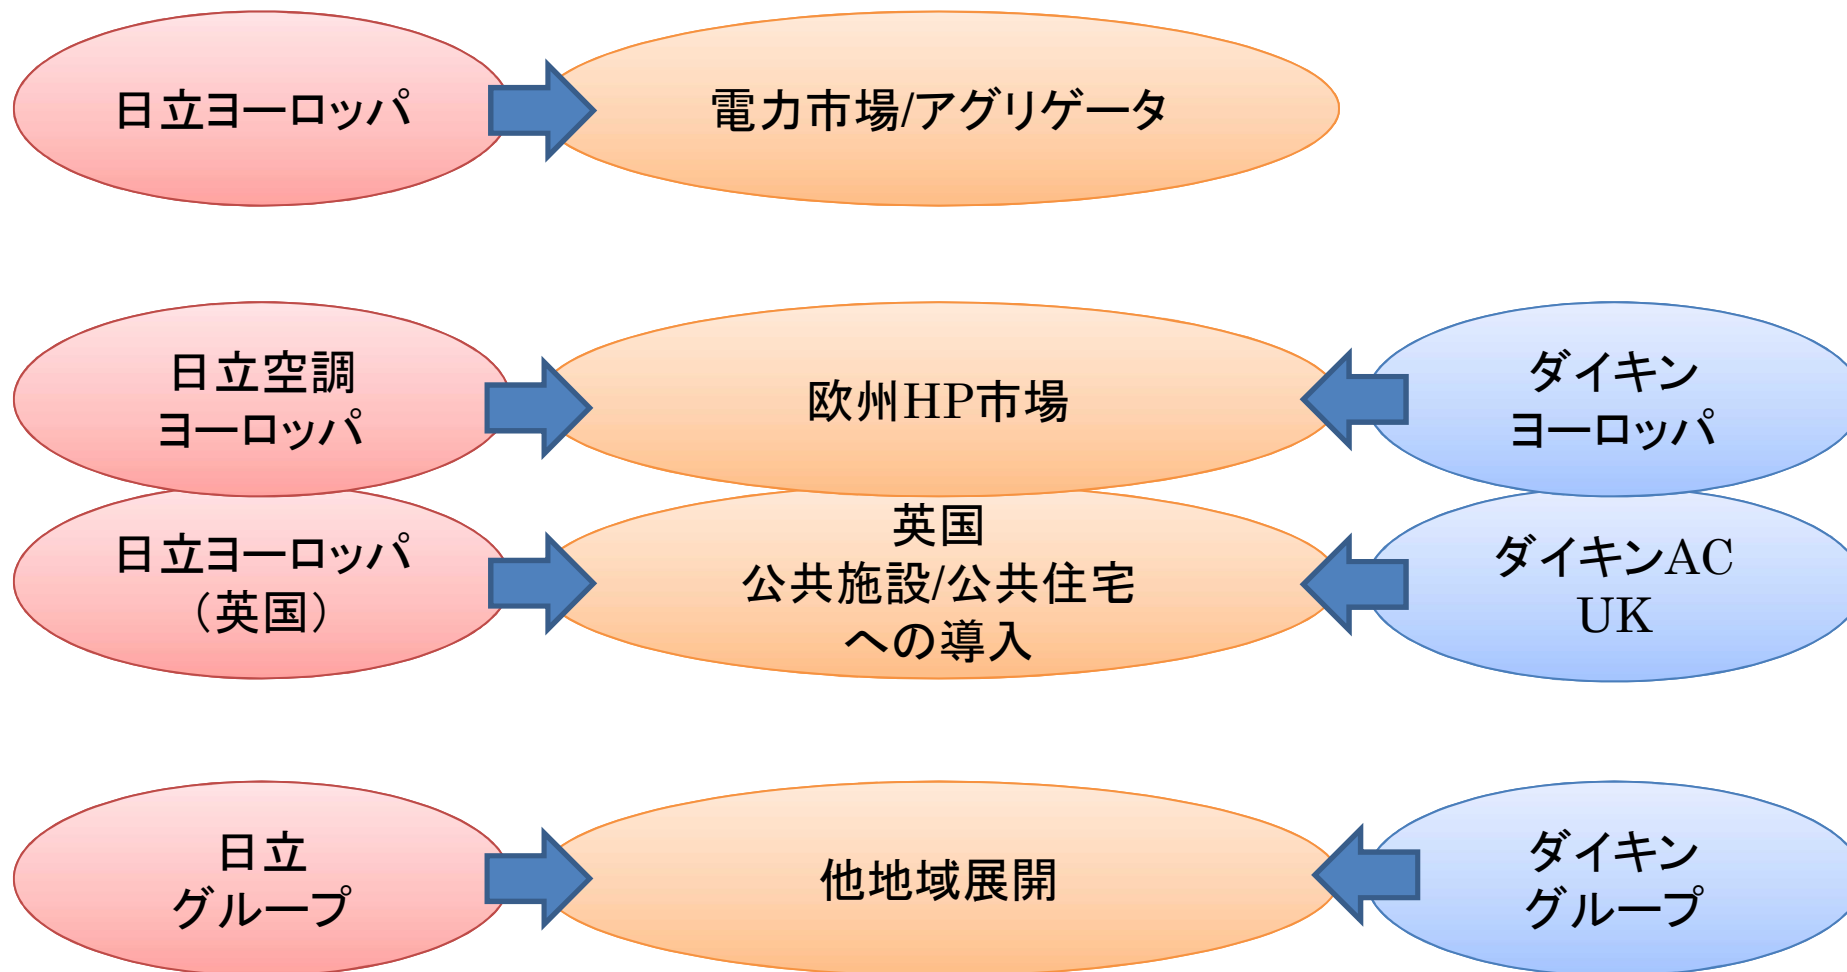 日立ヨーロッパ
電力市場/アグリゲータ
日立空調
ヨーロッパ
欧州HP市場
ダイキン
ヨーロッパ
日立ヨーロッパ
（英国）
英国
公共施設/公共住宅
への導入
ダイキンAC
UK
日立
グループ
他地域展開
ダイキン
グループ